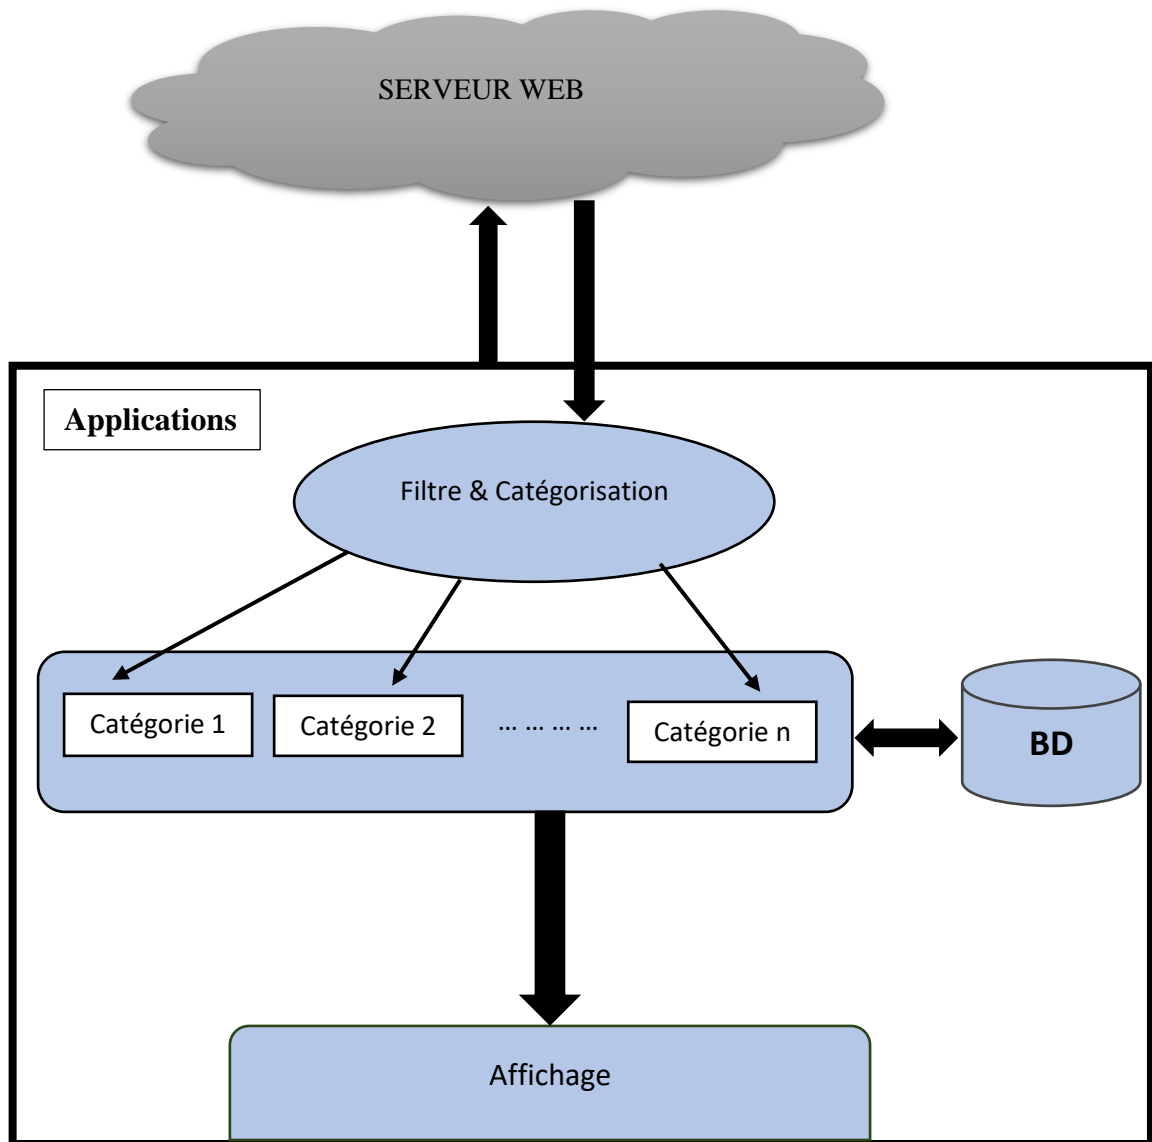 SERVEUR WEB
Applications
Filtre & Catégorisation
Catégorie 1
Catégorie 2
... ... ... ...
Catégorie n
BD
Affichage